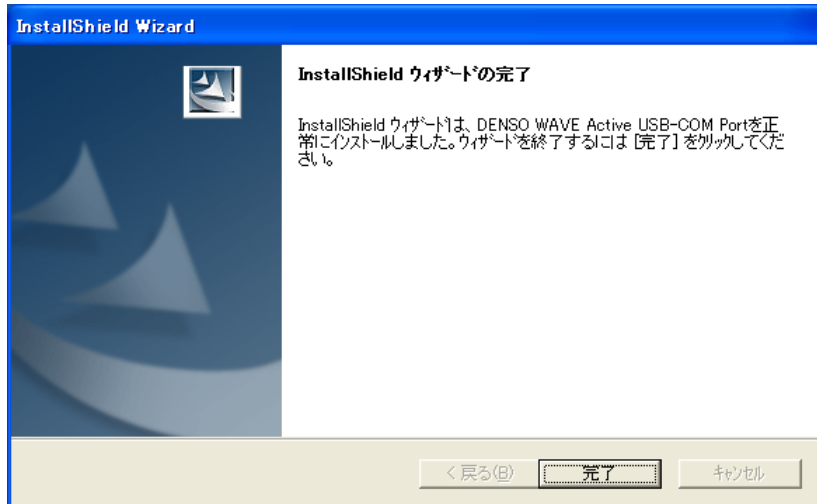 InstallShield Wizard
InstallShield ウィザードの完了
InstallShield ウィザードは、DENSO WAVE Active USB-COM Portを正
常にインストールしました。ウィザードを終了するには [完了] をクリックしてくだ
さい。
< 戻る(B)
完了
キャンセル